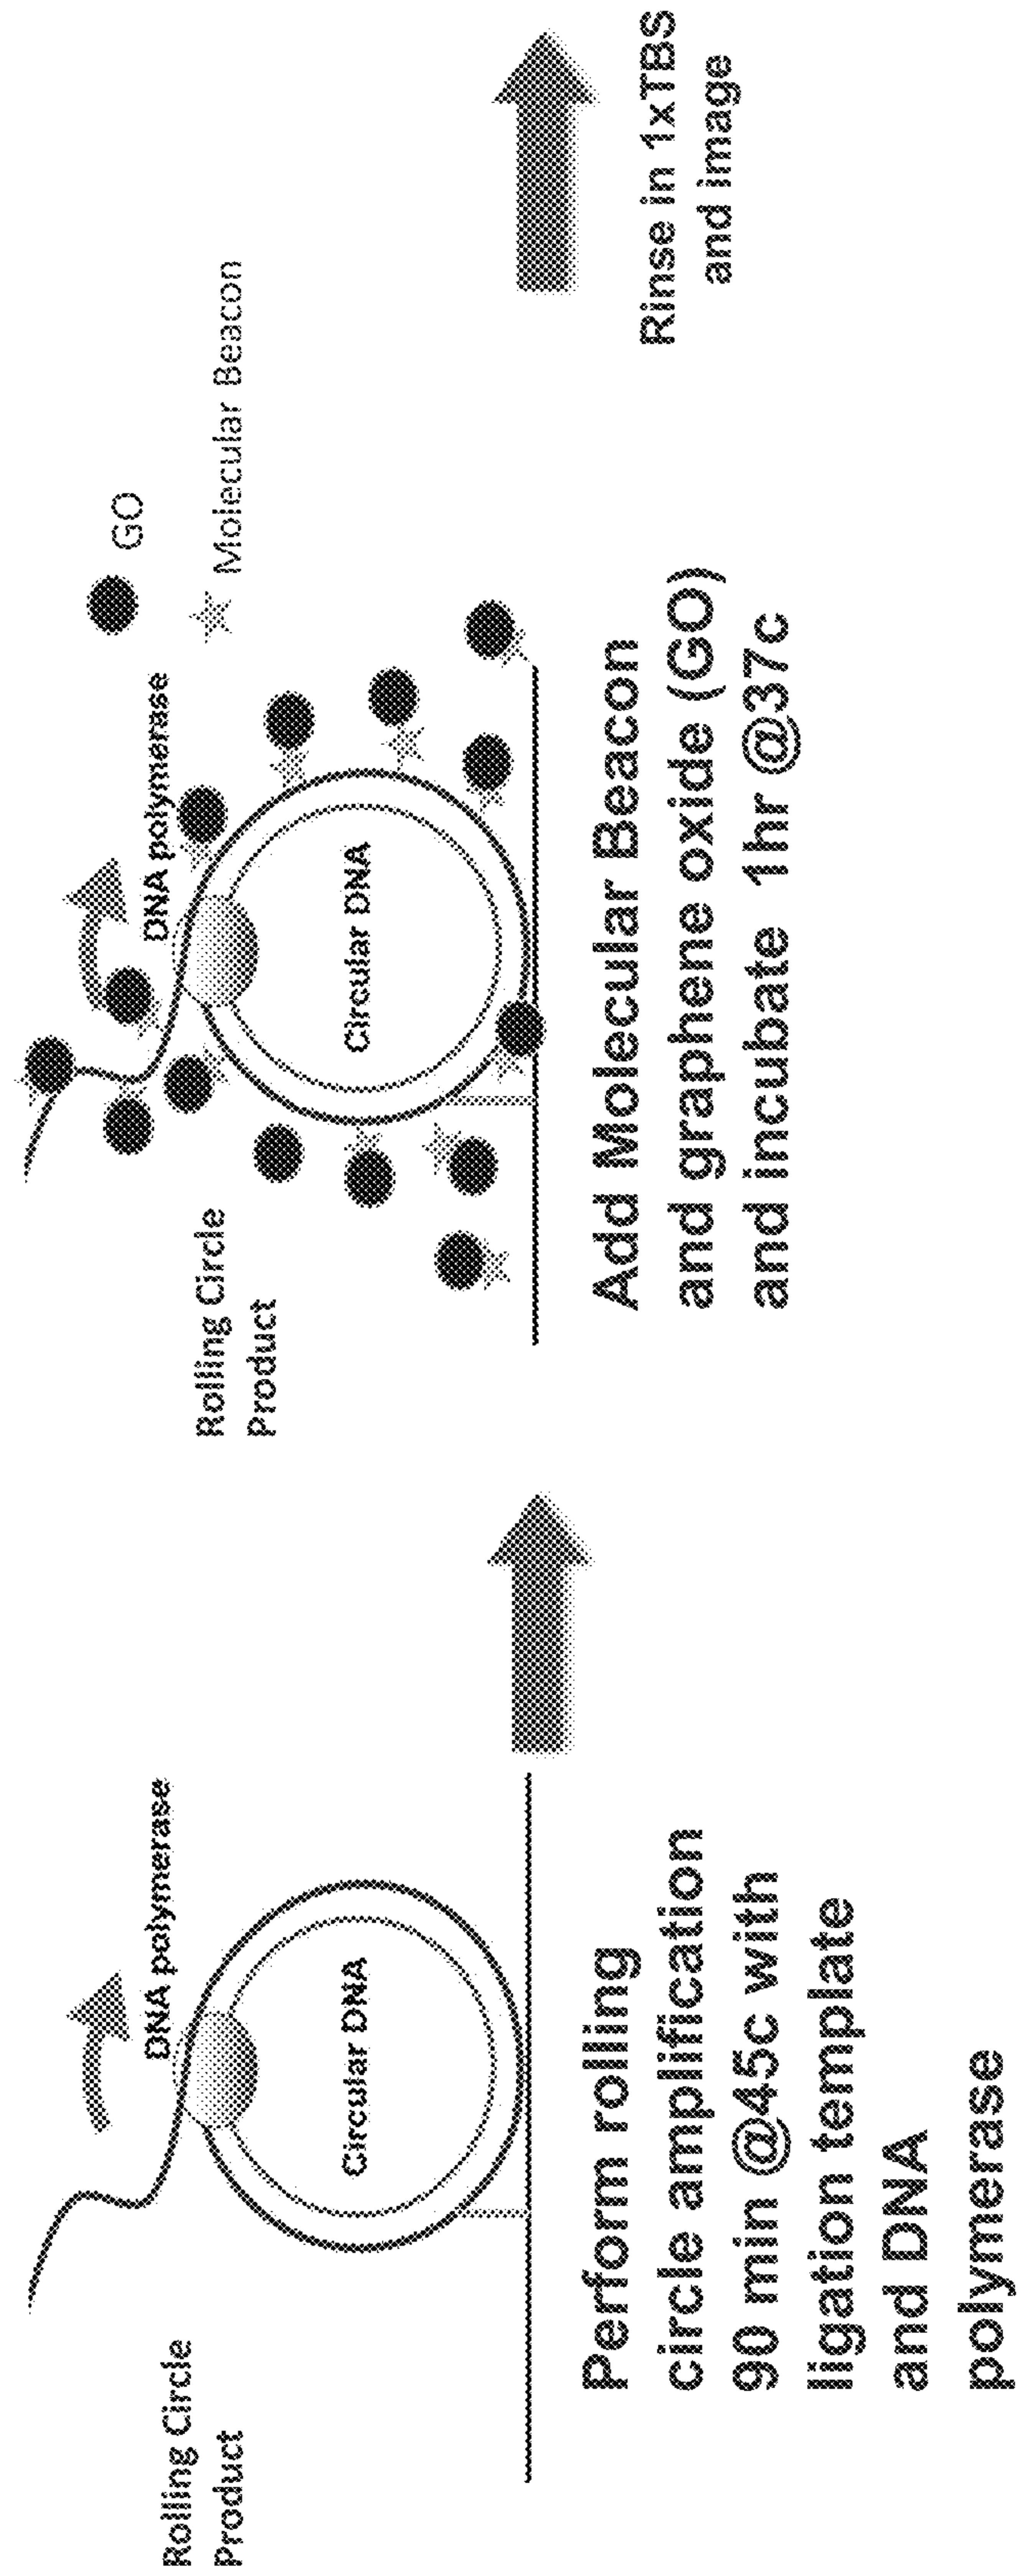 Rolling Circle
Product
DNA polymerase
Circular DNA
Perform rolling
circle amplification
90 min @45c with
ligation template
and DNA
polymerase
Rolling Circle
Product
DNA polymerase
Circular DNA
GO
Molecular Beacon
Add Molecular Beacon
and graphene oxide (GO)
and incubate 1hr @37c
Rinse in 1xTBS
and image